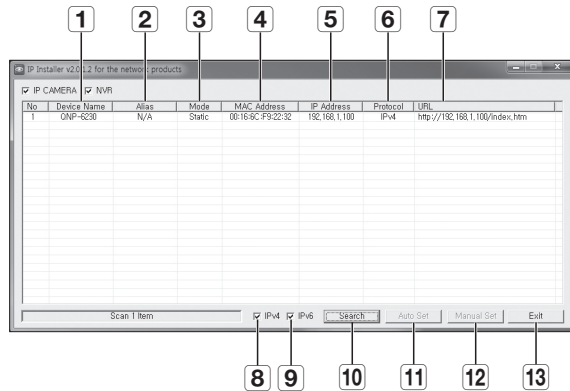 1 2 3 4 5 6 7
IP Installer v2.0.1.2 for the network products
IP CAMERA NVR
No Device Name Alias Mode MAC Address IP Address Protocol URL
1 QNP-6230 N/A Static 00:16:6C:F9:22:32 192,168,1,100 IPv4 http://192,168,1,100/index,htm
Scan 1 Item IPv4 IPv6 Search Auto Set Manual Set Exit
8 9 10 11 12 13